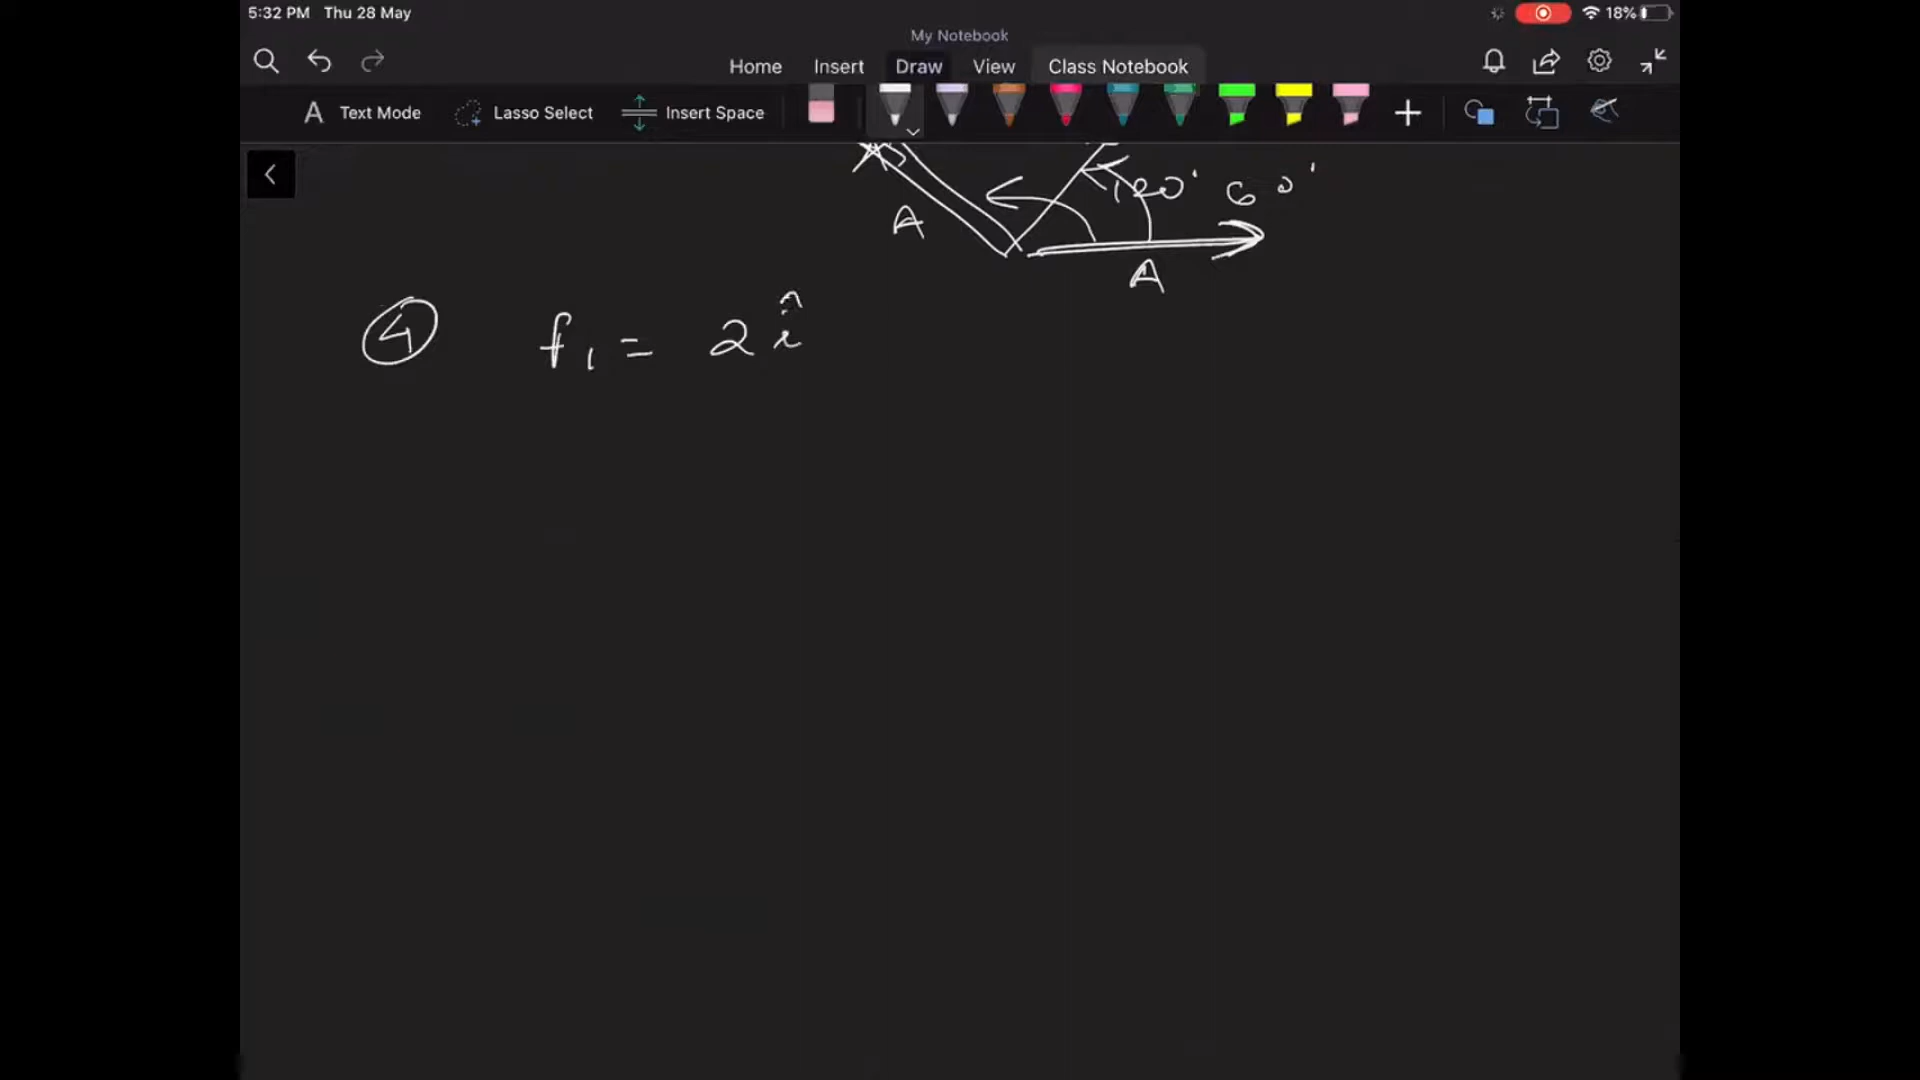 5:32 PM Thu 28 May 18%
My Notebook
Home Insert Draw View Class Notebook
A Text Mode Lasso Select Insert Space
120° 60°
A
A
④ f₁ = 2î